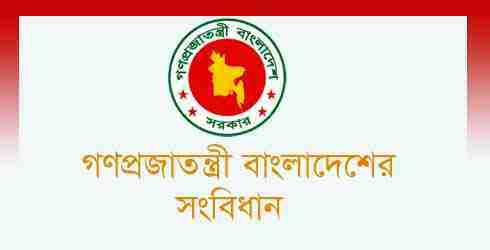 গণপ্রজাতন্ত্রী বাংলাদেশ
সরকার
গণপ্রজাতন্ত্রী বাংলাদেশের
সংবিধান